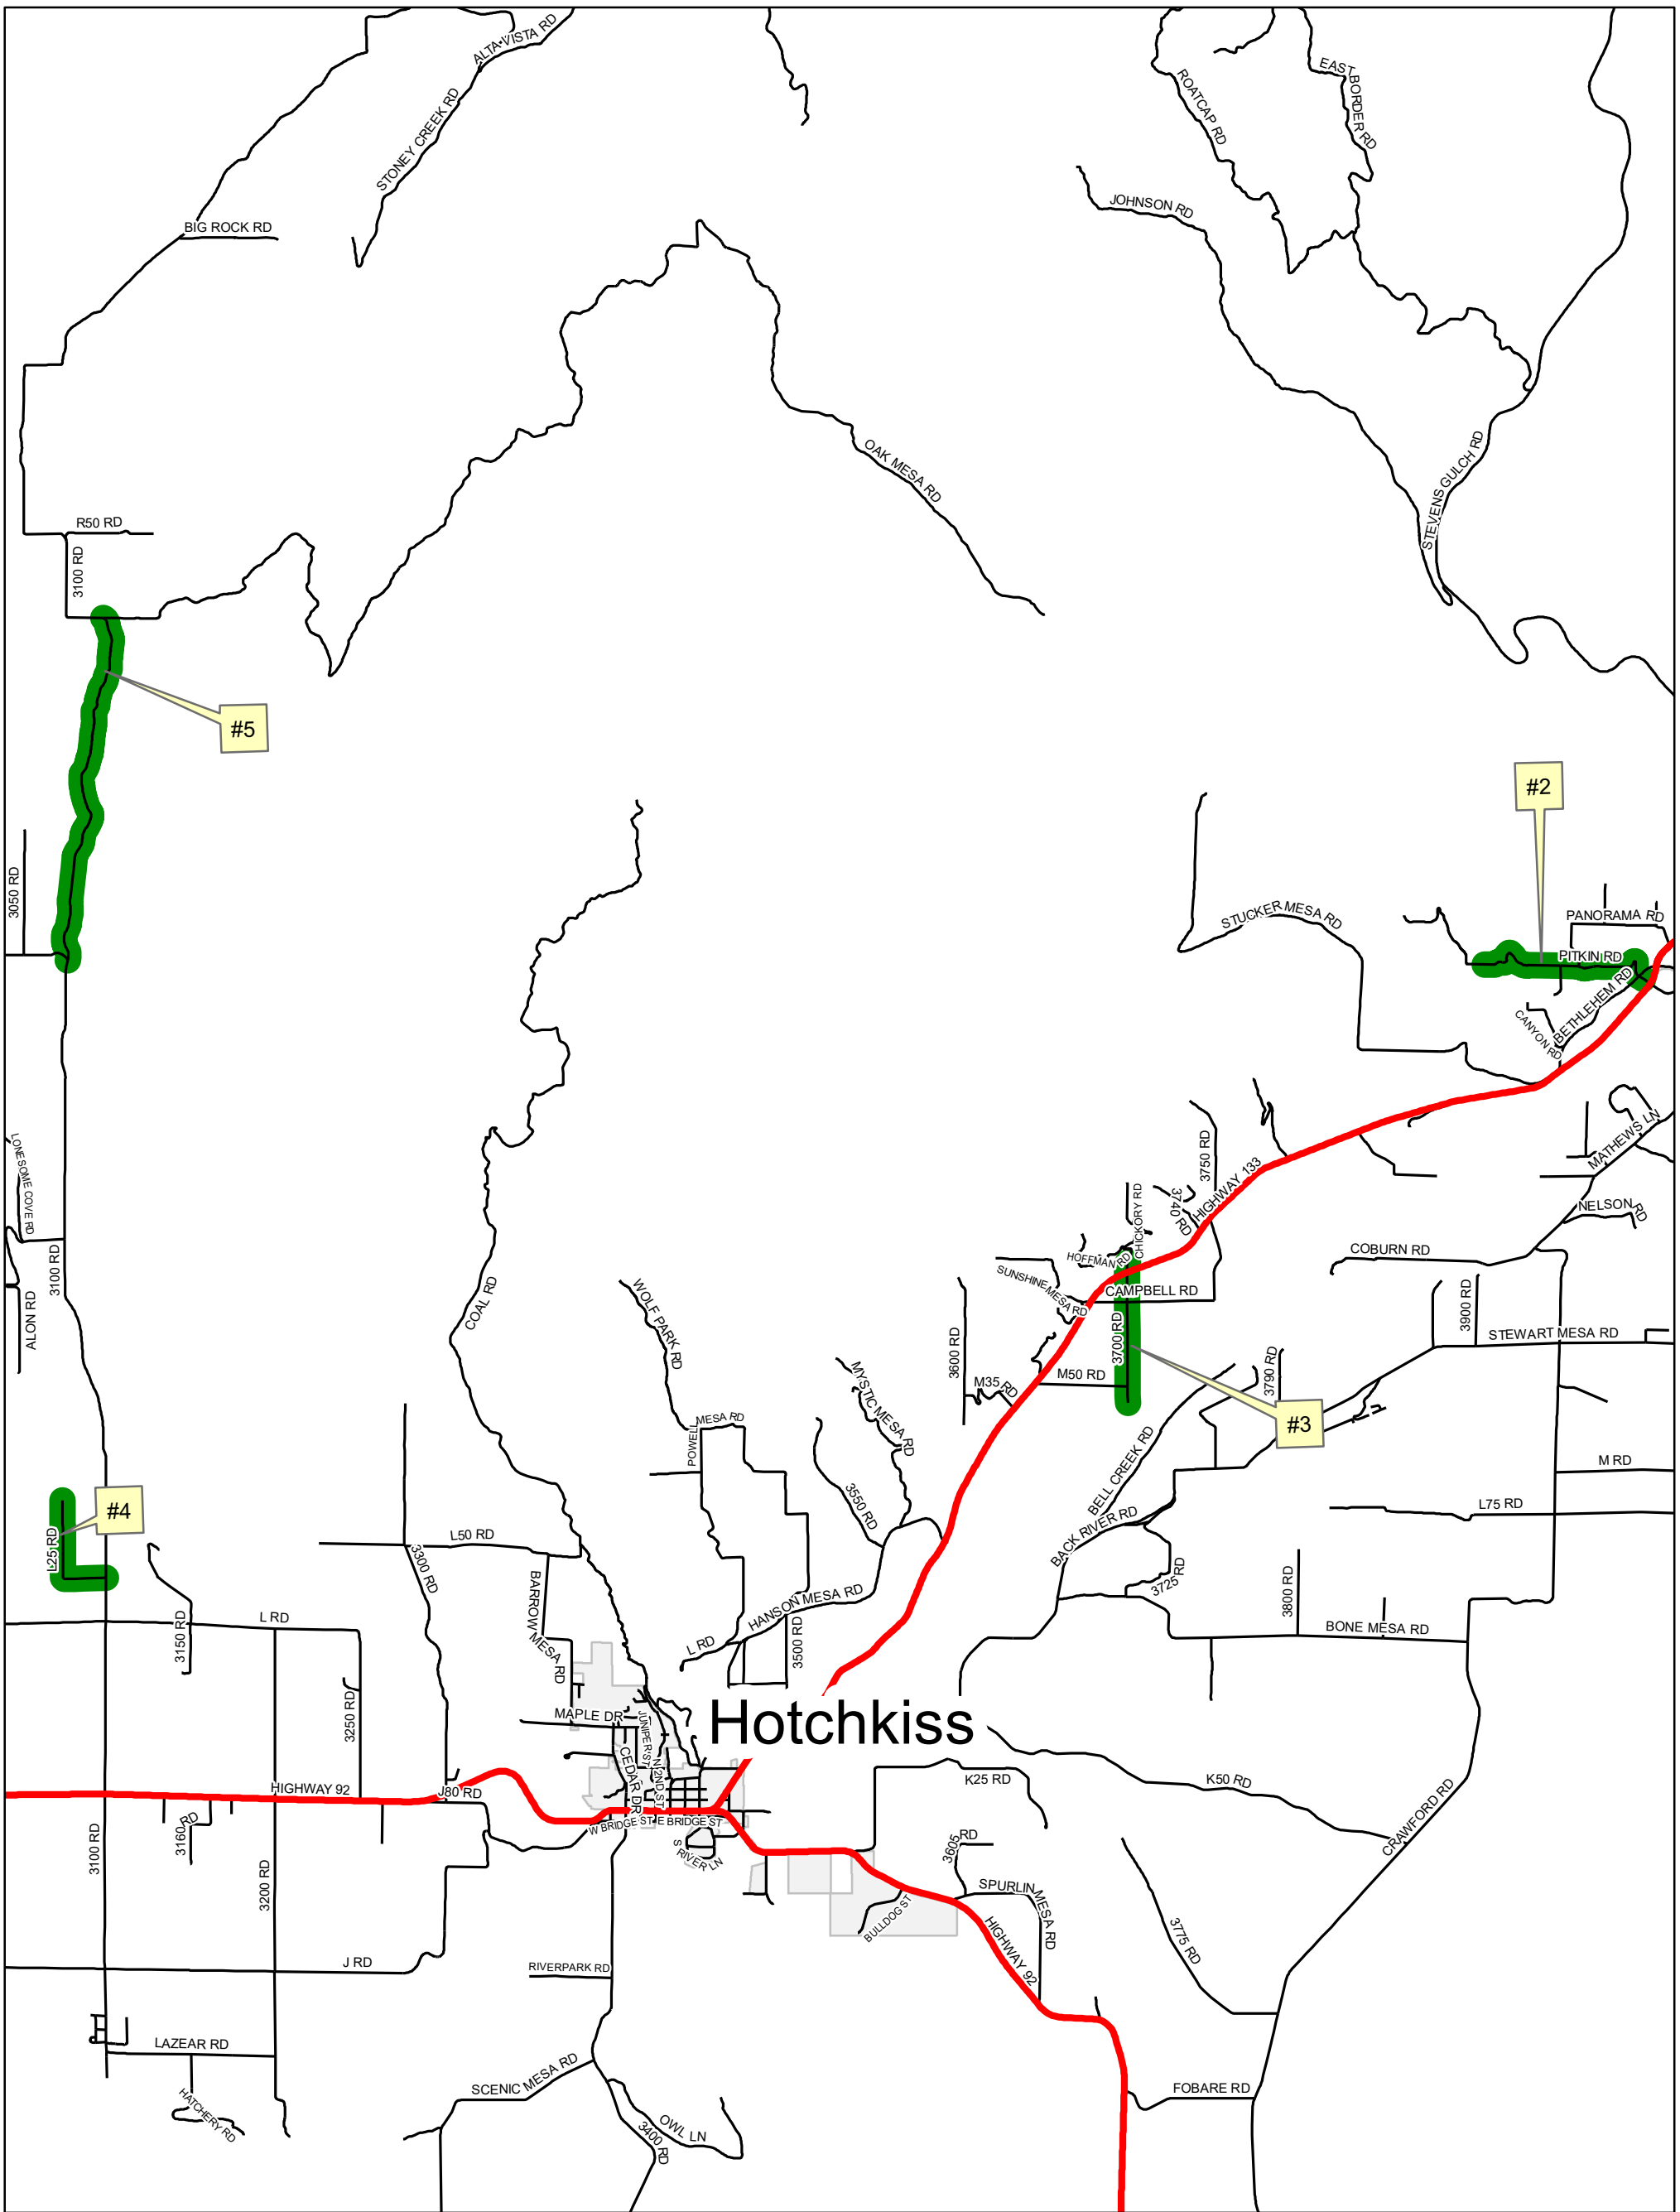 ALTA VISTA RD
STONEY CREEK RD
BIG ROCK RD
ROATCAP RD
EAST BORDER RD
JOHNSON RD
OAK MESA RD
STEVENS GULCH RD
R50 RD
3100 RD
#5
#2
3050 RD
STUCKER MESA RD
PANORAMA RD
PITKIN RD
BETHLEHEM RD
CANYON RD
LONESOME COVE RD
MATHEWS LN
3750 RD
HIGHWAY 133
CHICKORY RD
3740 RD
NELSON RD
3100 RD
HOFFMAN RD
COBURN RD
SUNSHINE MESA RD
CAMPBELL RD
ALON RD
COAL RD
WOLF PARK RD
3600 RD
3700 RD
3900 RD
STEWART MESA RD
MYSTIC MESA RD
M35 RD
M50 RD
3790 RD
#3
POWELL MESA RD
BELL CREEK RD
M RD
#4
3550 RD
L75 RD
L25 RD
L50 RD
BACK RIVER RD
3300 RD
BARROW MESA RD
3725 RD
3800 RD
L RD
3150 RD
HANSON MESA RD
L RD
3500 RD
BONE MESA RD
3250 RD
MAPLE DR
JUNIPER ST
Hotchkiss
CEDAR DR
N 2ND ST
K25 RD
K50 RD
HIGHWAY 92
J80 RD
W BRIDGE ST
E BRIDGE ST
CRAWFORD RD
3100 RD
3160 RD
3200 RD
S RIVER LN
3605 RD
SPURLIN MESA RD
BULLDOG ST
HIGHWAY 92
3775 RD
J RD
RIVERPARK RD
LAZEAR RD
SCENIC MESA RD
HATCHERY RD
OWL LN
3400 RD
FOBARE RD